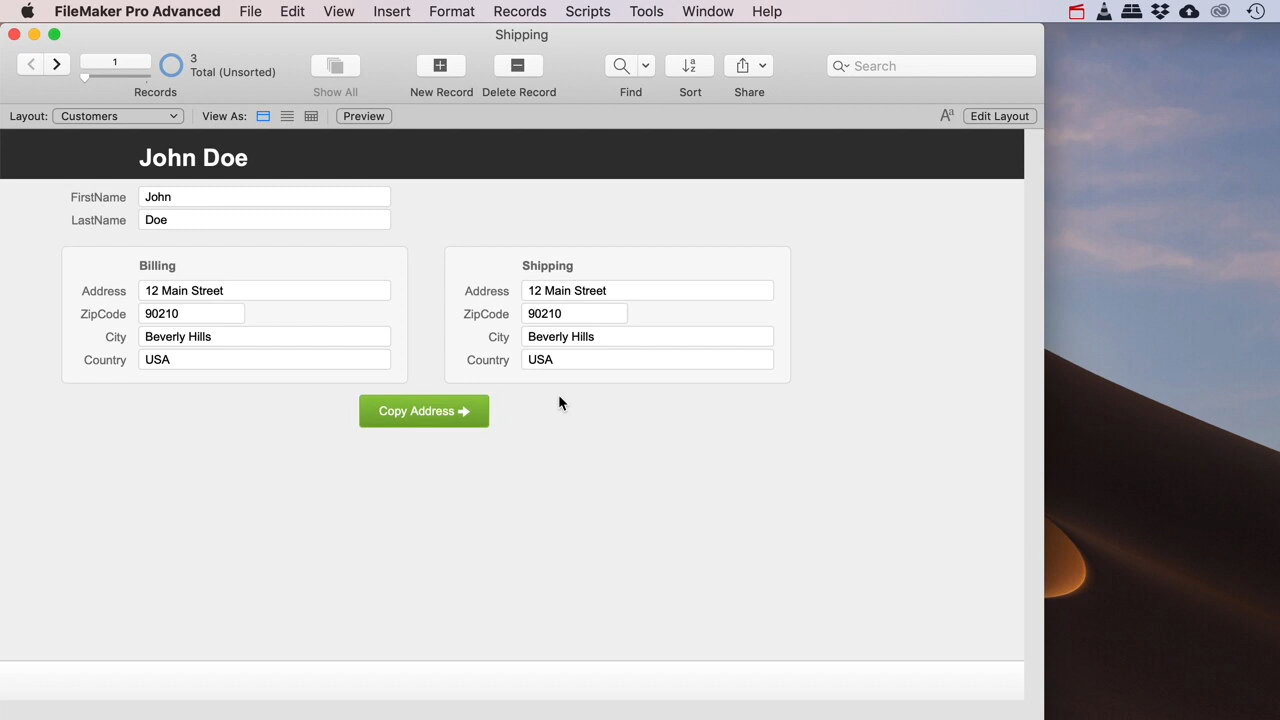 FileMaker Pro Advanced File Edit View Insert Format Records Scripts Tools Window Help
Shipping
1
3
Total (Unsorted)
Search
Records Show All New Record Delete Record Find Sort Share
Layout: Customers View As: Preview Aa Edit Layout
John Doe
FirstName John
LastName Doe
Billing
Address 12 Main Street
ZipCode 90210
City Beverly Hills
Country USA
Shipping
Address 12 Main Street
ZipCode 90210
City Beverly Hills
Country USA
Copy Address